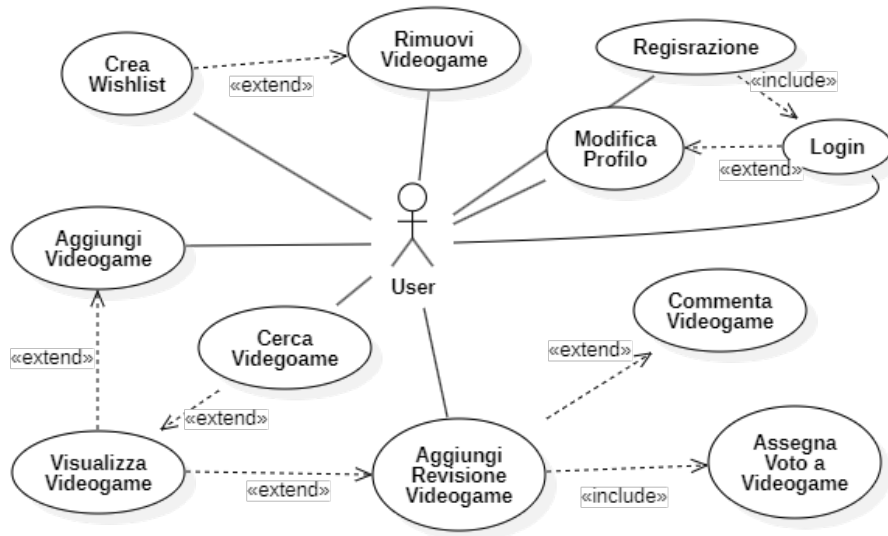 Crea
Wishlist
«extend»
Rimuovi
Videogame
Regisrazione
«include»
Modifica
Profilo
«extend»
Login
Aggiungi
Videogame
User
«extend»
Cerca
Videgoame
«extend»
Commenta
Videogame
«extend»
Visualizza
Videogame
«extend»
Aggiungi
Revisione
Videogame
«include»
Assegna
Voto a
Videogame